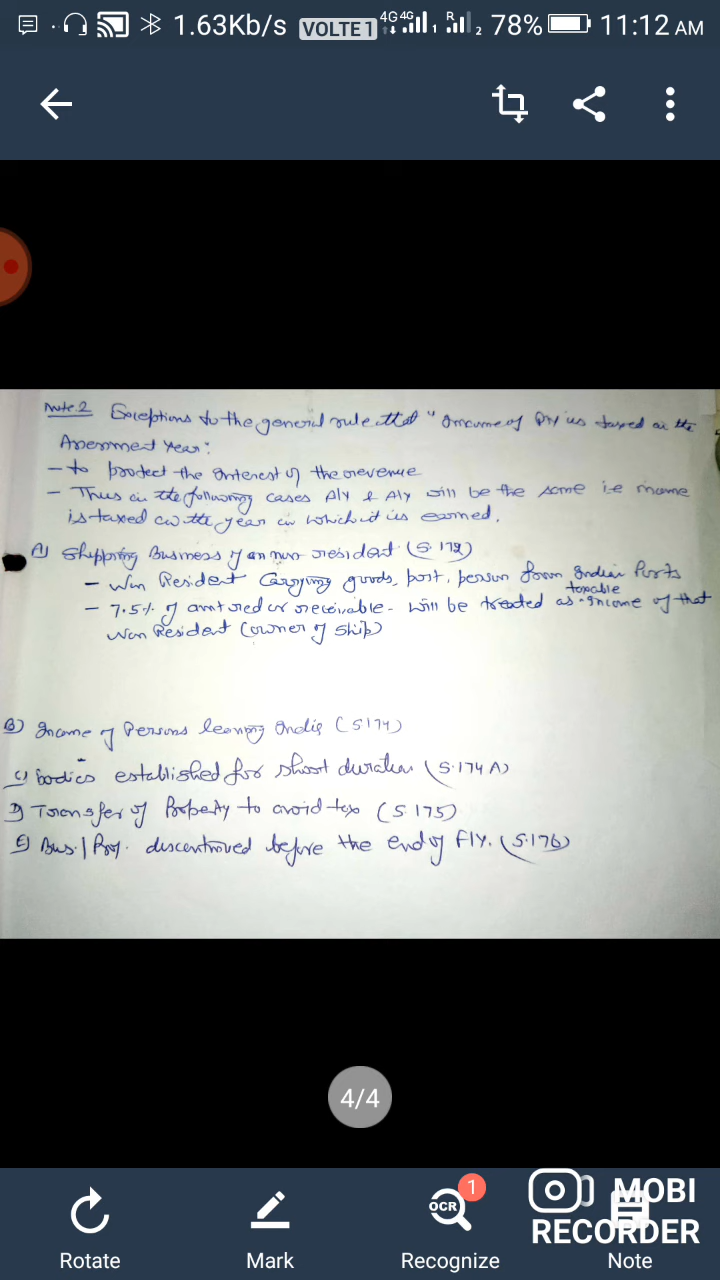 1.63Kb/s VOLTE 1 4G 4G 1 R 2 78% 11:12 AM
Note.2 Exceptions to the general rule that "Income of PY is taxed in the
Assessment Year:
- to protect the interest of the revenue
- Thus in the following cases P/Y & A/Y will be the same i.e income
is taxed in the year in which it is earned.
A) Shipping Business of an non resident (S.172)
- Non Resident Carrying goods, post, person from Indian Ports
- 7.5% of amt red or receivable - will be treated as taxable Income of that
Non Resident (owner of ship)
B) Income of Persons leaving India (S174)
C) bodies established for short duration (S.174A)
D) Transfer of Property to avoid tax (S 175)
E) Bus./Prof. discontinued before the end of F/Y. (S.176)
4/4
1
OCR
MOBI
RECORDER
Rotate Mark Recognize Note